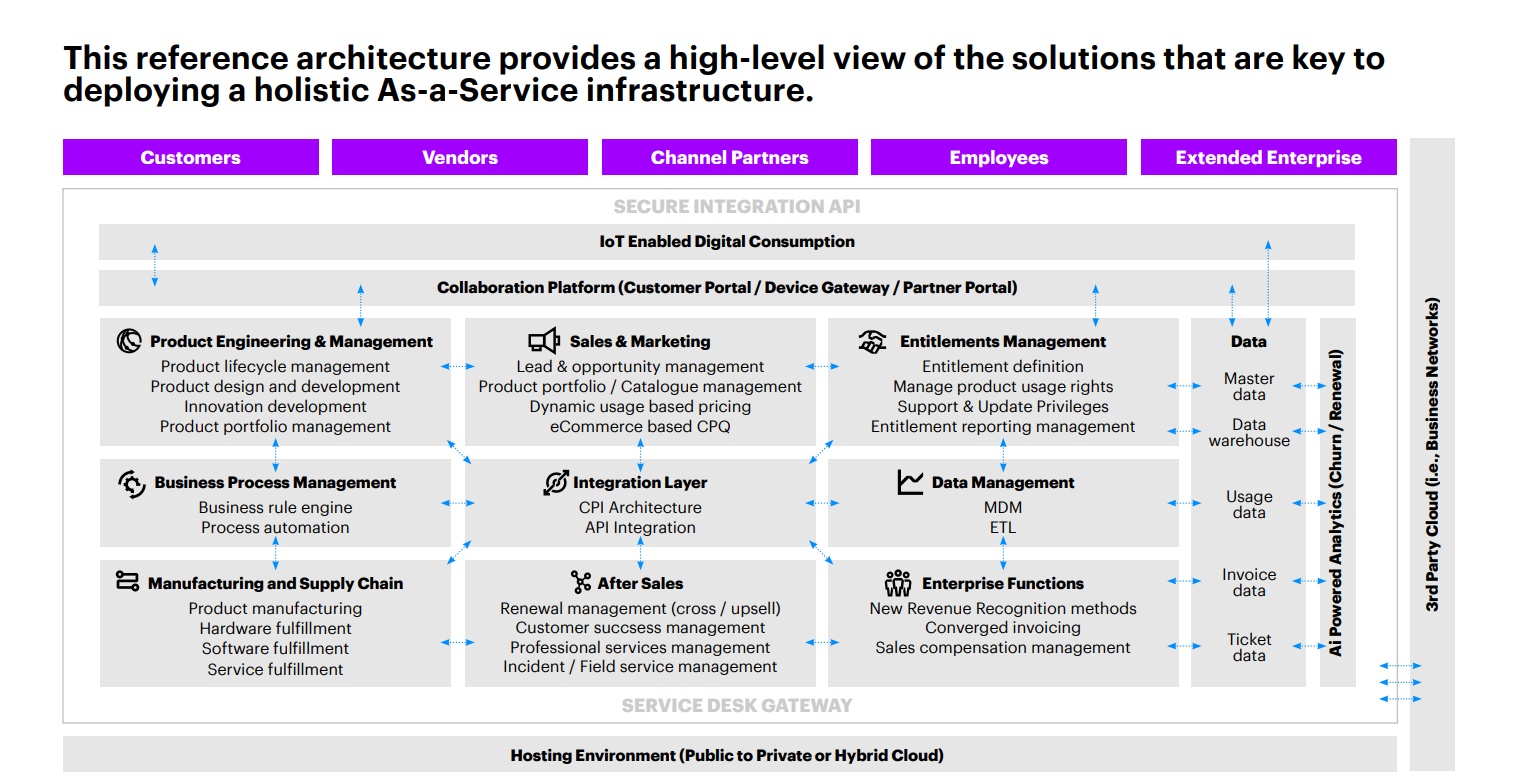 This reference architecture provides a high-level view of the solutions that are key to
deploying a holistic As-a-Service infrastructure.
Customers
Vendors
Channel Partners
Employees
Extended Enterprise
SECURE INTEGRATION API
IoT Enabled Digital Consumption
Collaboration Platform (Customer Portal / Device Gateway / Partner Portal)
Product Engineering & Management
Product lifecycle management
Product design and development
Innovation development
Product portfolio management
Sales & Marketing
Lead & opportunity management
Product portfolio / Catalogue management
Dynamic usage based pricing
eCommerce based CPQ
Entitlements Management
Entitlement definition
Manage product usage rights
Support & Update Privileges
Entitlement reporting management
Business Process Management
Business rule engine
Process automation
Integration Layer
CPI Architecture
API Integration
Data Management
MDM
ETL
Manufacturing and Supply Chain
Product manufacturing
Hardware fulfillment
Software fulfillment
Service fulfillment
After Sales
Renewal management (cross / upsell)
Customer succsess management
Professional services management
Incident / Field service management
Enterprise Functions
New Revenue Recognition methods
Converged invoicing
Sales compensation management
Data
Master
data
Data
warehouse
Usage
data
Invoice
data
Ticket
data
Ai Powered Analytics (Churn / Renewal)
3rd Party Cloud (i.e., Business Networks)
SERVICE DESK GATEWAY
Hosting Environment (Public to Private or Hybrid Cloud)